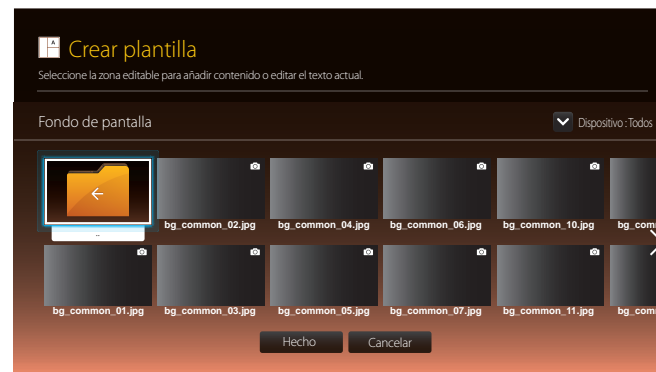 Crear plantilla
Seleccione la zona editable para añadir contenido o editar el texto actual.
Fondo de pantalla
Dispositivo : Todos
..
bg_common_02.jpg bg_common_04.jpg bg_common_06.jpg bg_common_10.jpg bg_com
bg_common_01.jpg bg_common_03.jpg bg_common_05.jpg bg_common_07.jpg bg_common_11.jpg bg_com
Hecho Cancelar